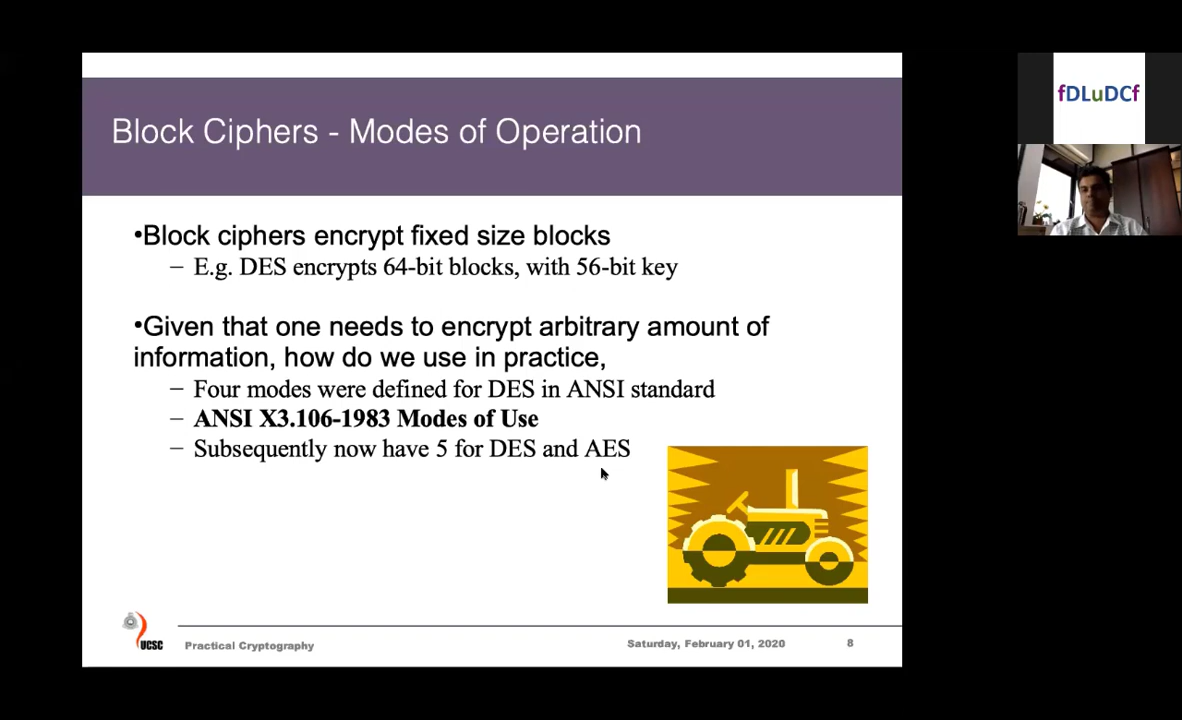 Block Ciphers - Modes of Operation
•Block ciphers encrypt fixed size blocks
– E.g. DES encrypts 64-bit blocks, with 56-bit key
•Given that one needs to encrypt arbitrary amount of
information, how do we use in practice,
– Four modes were defined for DES in ANSI standard
– ANSI X3.106-1983 Modes of Use
– Subsequently now have 5 for DES and AES
UCSC
Practical Cryptography
Saturday, February 01, 2020
8
fDLuDCf